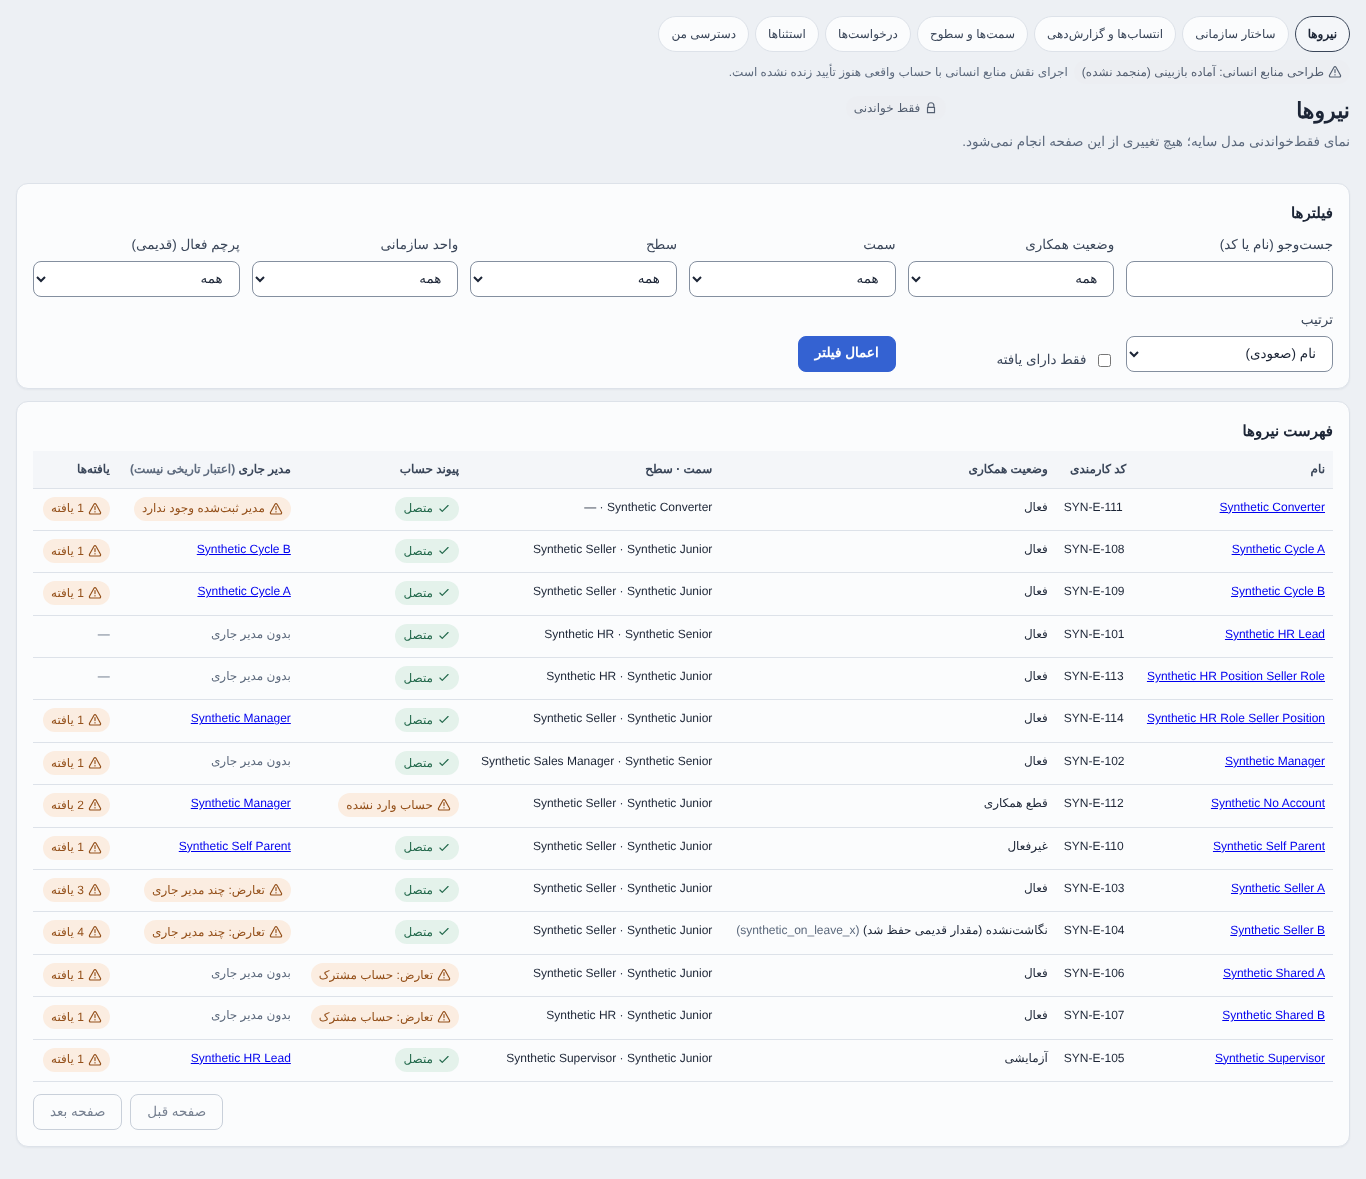 نیروها
ساختار سازمانی
انتساب‌ها و گزارش‌دهی
سمت‌ها و سطوح
درخواست‌ها
استثناها
دسترسی من
طراحی منابع انسانی: آماده بازبینی (منجمد نشده) اجرای نقش منابع انسانی با حساب واقعی هنوز تأیید زنده نشده است.
نیروها
فقط خواندنی
نمای فقط‌خواندنی مدل سایه؛ هیچ تغییری از این صفحه انجام نمی‌شود.
فیلترها
جست‌وجو (نام یا کد) وضعیت همکاری سمت سطح واحد سازمانی پرچم فعال (قدیمی)
همه همه همه همه همه
ترتیب
نام (صعودی) فقط دارای یافته اعمال فیلتر
فهرست نیروها
نام کد کارمندی وضعیت همکاری سمت · سطح پیوند حساب مدیر جاری (اعتبار تاریخی نیست) یافته‌ها
Synthetic Converter SYN-E-111 فعال Synthetic Converter · — متصل مدیر ثبت‌شده وجود ندارد 1 یافته
Synthetic Cycle A SYN-E-108 فعال Synthetic Seller · Synthetic Junior متصل Synthetic Cycle B 1 یافته
Synthetic Cycle B SYN-E-109 فعال Synthetic Seller · Synthetic Junior متصل Synthetic Cycle A 1 یافته
Synthetic HR Lead SYN-E-101 فعال Synthetic HR · Synthetic Senior متصل بدون مدیر جاری —
Synthetic HR Position Seller Role SYN-E-113 فعال Synthetic HR · Synthetic Junior متصل بدون مدیر جاری —
Synthetic HR Role Seller Position SYN-E-114 فعال Synthetic Seller · Synthetic Junior متصل Synthetic Manager 1 یافته
Synthetic Manager SYN-E-102 فعال Synthetic Sales Manager · Synthetic Senior متصل بدون مدیر جاری 1 یافته
Synthetic No Account SYN-E-112 قطع همکاری Synthetic Seller · Synthetic Junior حساب وارد نشده Synthetic Manager 2 یافته
Synthetic Self Parent SYN-E-110 غیرفعال Synthetic Seller · Synthetic Junior متصل Synthetic Self Parent 1 یافته
Synthetic Seller A SYN-E-103 فعال Synthetic Seller · Synthetic Junior متصل تعارض: چند مدیر جاری 3 یافته
Synthetic Seller B SYN-E-104 نگاشت‌نشده (مقدار قدیمی حفظ شد) (synthetic_on_leave_x) Synthetic Seller · Synthetic Junior متصل تعارض: چند مدیر جاری 4 یافته
Synthetic Shared A SYN-E-106 فعال Synthetic Seller · Synthetic Junior تعارض: حساب مشترک بدون مدیر جاری 1 یافته
Synthetic Shared B SYN-E-107 فعال Synthetic HR · Synthetic Junior تعارض: حساب مشترک بدون مدیر جاری 1 یافته
Synthetic Supervisor SYN-E-105 آزمایشی Synthetic Supervisor · Synthetic Junior متصل Synthetic HR Lead 1 یافته
صفحه قبل صفحه بعد